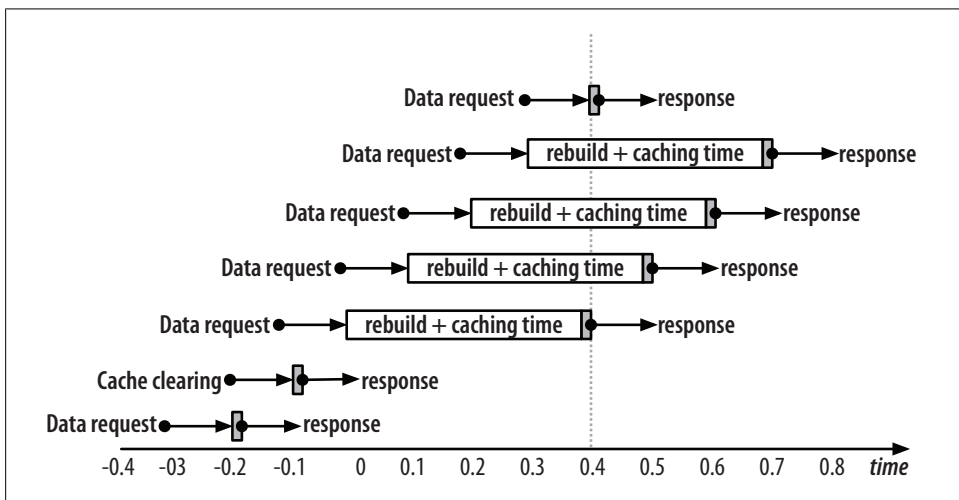 Data request response
Data request rebuild + caching time response
Data request rebuild + caching time response
Data request rebuild + caching time response
Data request rebuild + caching time response
Cache clearing response
Data request response
-0.4 -03 -0.2 -0.1 0 0.1 0.2 0.3 0.4 0.5 0.6 0.7 0.8 time